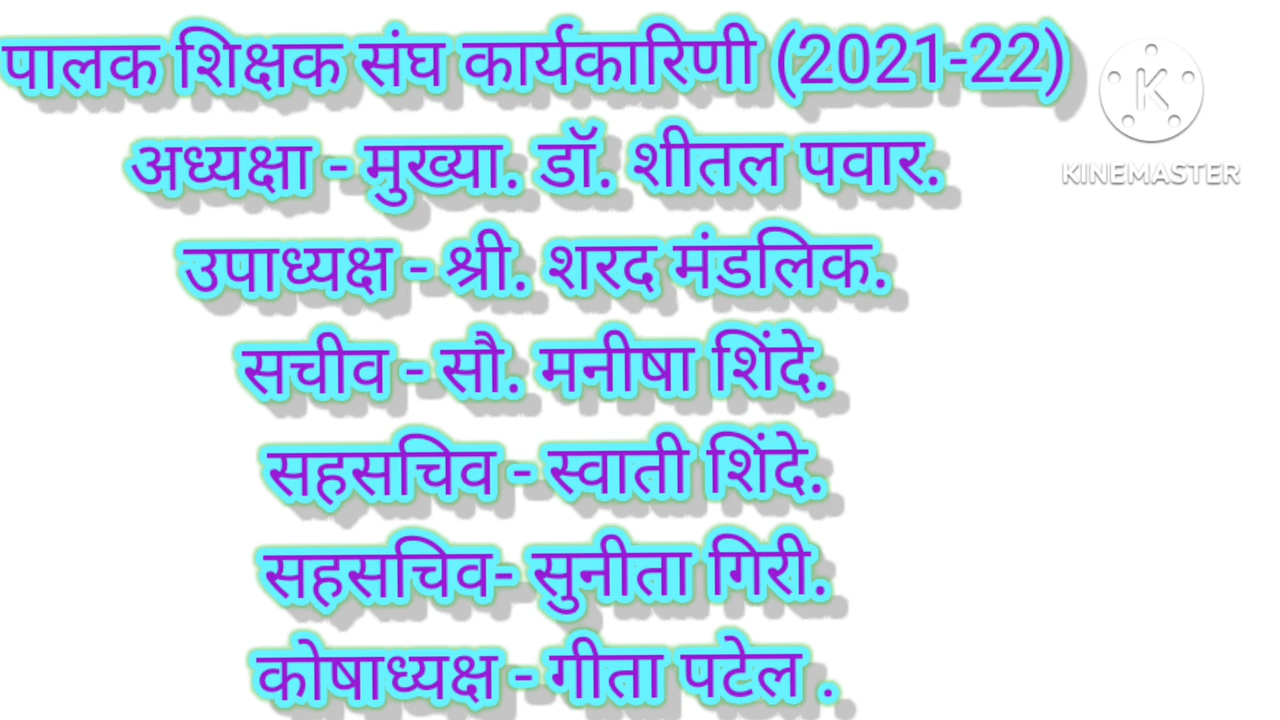 पालक शिक्षक संघ कार्यकारिणी (2021-22)
अध्यक्षा - मुख्या. डॉ. शीतल पवार.
उपाध्यक्ष - श्री. शरद मंडलिक.
सचीव - सौ. मनीषा शिंदे.
सहसचिव - स्वाती शिंदे.
सहसचिव- सुनीता गिरी.
कोषाध्यक्ष - गीता पटेल .
K
KINEMASTER